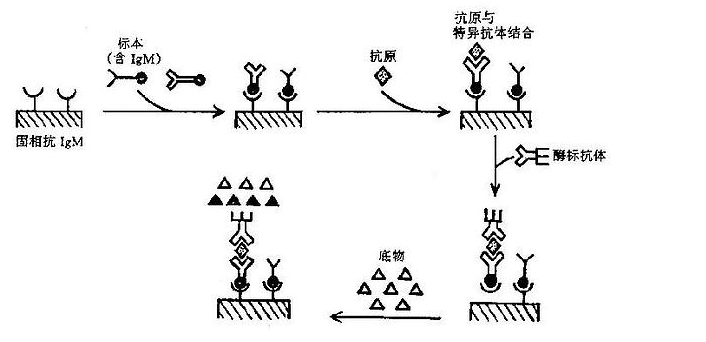 标本
(含 IgM)
固相抗 IgM
抗原
抗原与
特异抗体结合
酶标抗体
底物